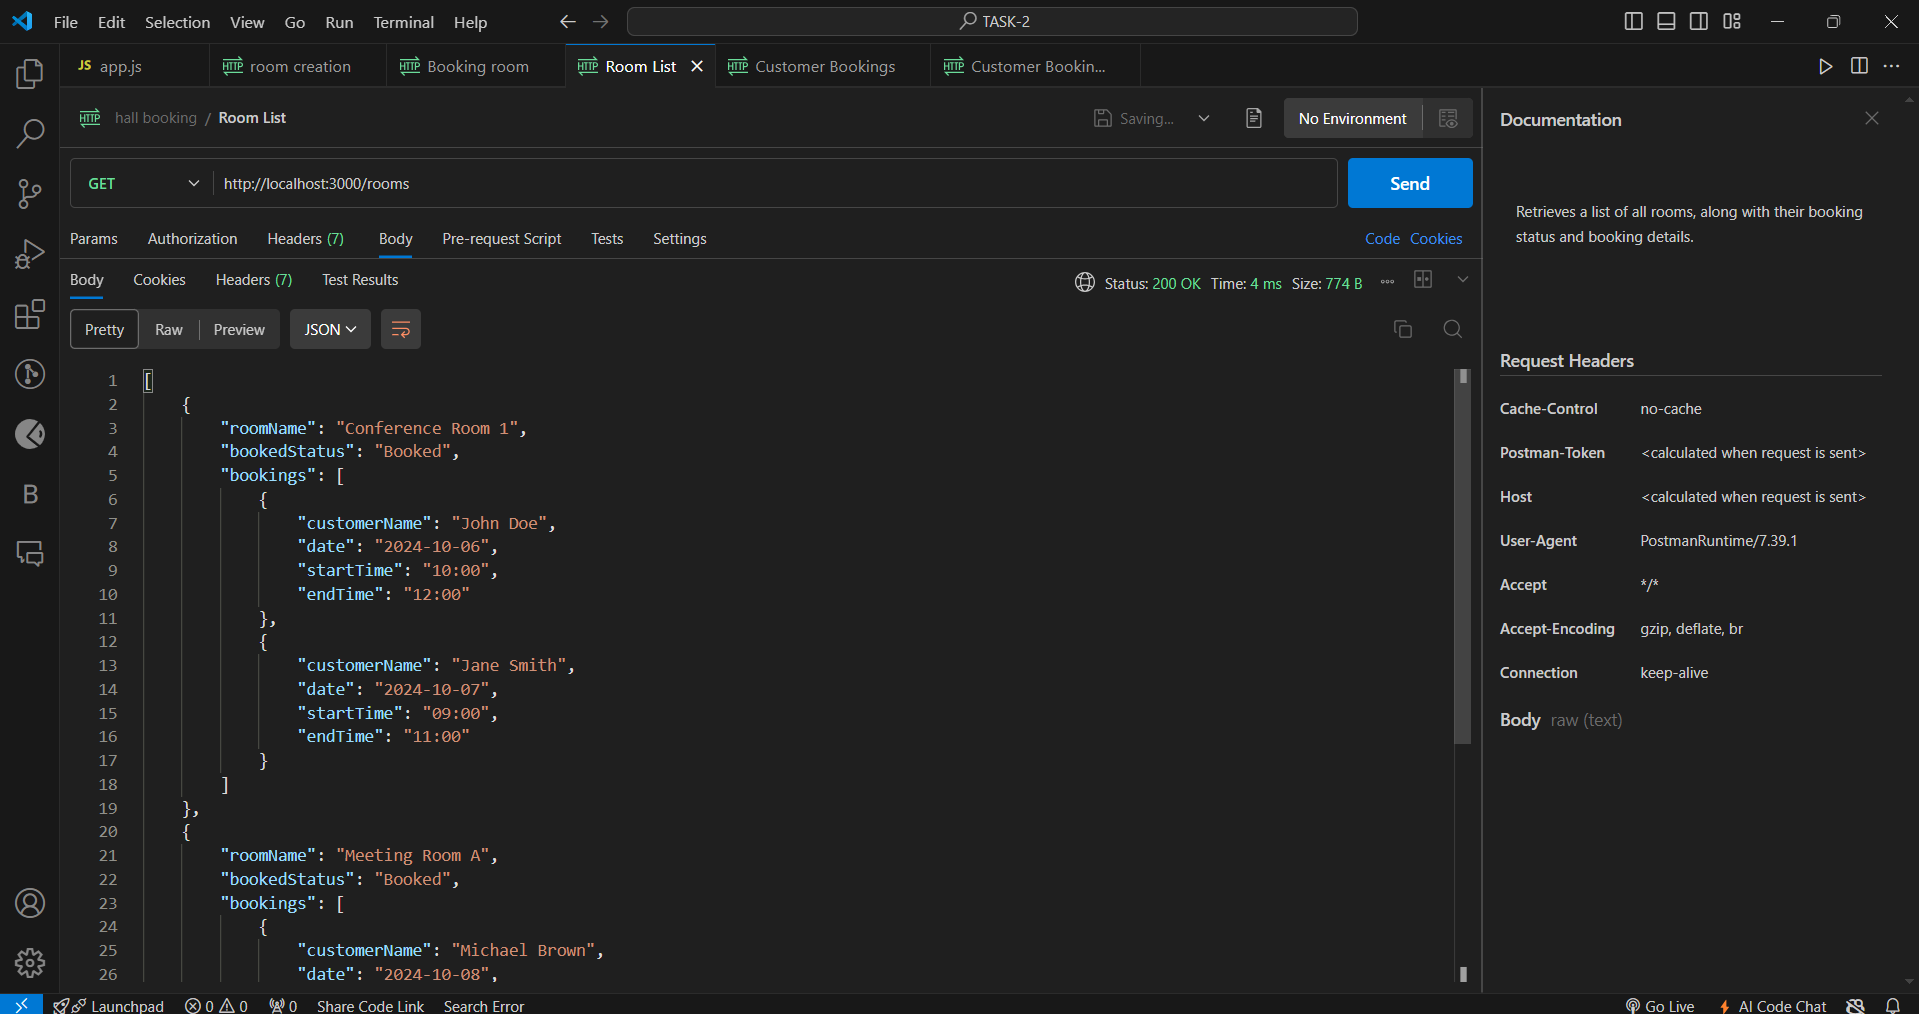 File Edit Selection View Go Run Terminal Help
TASK-2
JS app.js
HTTP room creation
HTTP Booking room
HTTP Room List
HTTP Customer Bookings
HTTP Customer Bookin...
HTTP hall booking / Room List
Saving...
No Environment
GET
http://localhost:3000/rooms
Send
Params Authorization Headers (7) Body Pre-request Script Tests Settings
Code Cookies
Body Cookies Headers (7) Test Results
Status: 200 OK Time: 4 ms Size: 774 B
Pretty Raw Preview JSON
1 [
2 {
3 "roomName": "Conference Room 1",
4 "bookedStatus": "Booked",
5 "bookings": [
6 {
7 "customerName": "John Doe",
8 "date": "2024-10-06",
9 "startTime": "10:00",
10 "endTime": "12:00"
11 },
12 {
13 "customerName": "Jane Smith",
14 "date": "2024-10-07",
15 "startTime": "09:00",
16 "endTime": "11:00"
17 }
18 ]
19 },
20 {
21 "roomName": "Meeting Room A",
22 "bookedStatus": "Booked",
23 "bookings": [
24 {
25 "customerName": "Michael Brown",
26 "date": "2024-10-08",
Documentation
Retrieves a list of all rooms, along with their booking
status and booking details.
Request Headers
Cache-Control no-cache
Postman-Token <calculated when request is sent>
Host <calculated when request is sent>
User-Agent PostmanRuntime/7.39.1
Accept */*
Accept-Encoding gzip, deflate, br
Connection keep-alive
Body raw (text)
B
Launchpad 0 0 0 Share Code Link Search Error
Go Live AI Code Chat